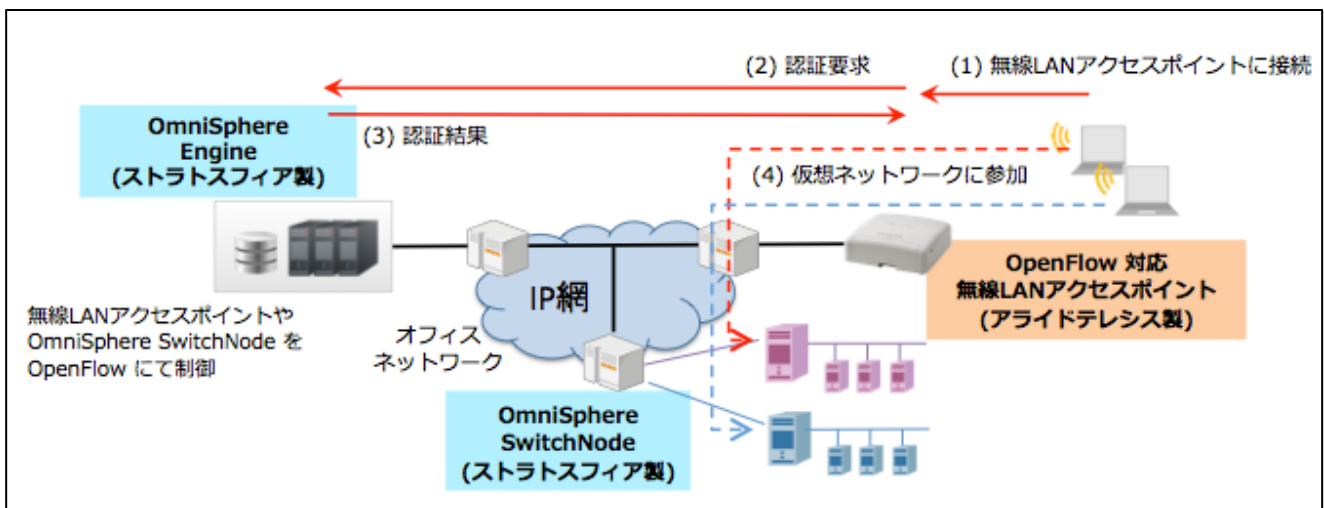 (2) 認証要求
(1) 無線LANアクセスポイントに接続
OmniSphere
Engine
(ストラトスフィア製)
(3) 認証結果
(4) 仮想ネットワークに参加
IP網
OpenFlow 対応
無線LANアクセスポイント
(アライドテレシス製)
無線LANアクセスポイントや
OmniSphere SwitchNode を
OpenFlow にて制御
オフィス
ネットワーク
OmniSphere
SwitchNode
(ストラトスフィア製)